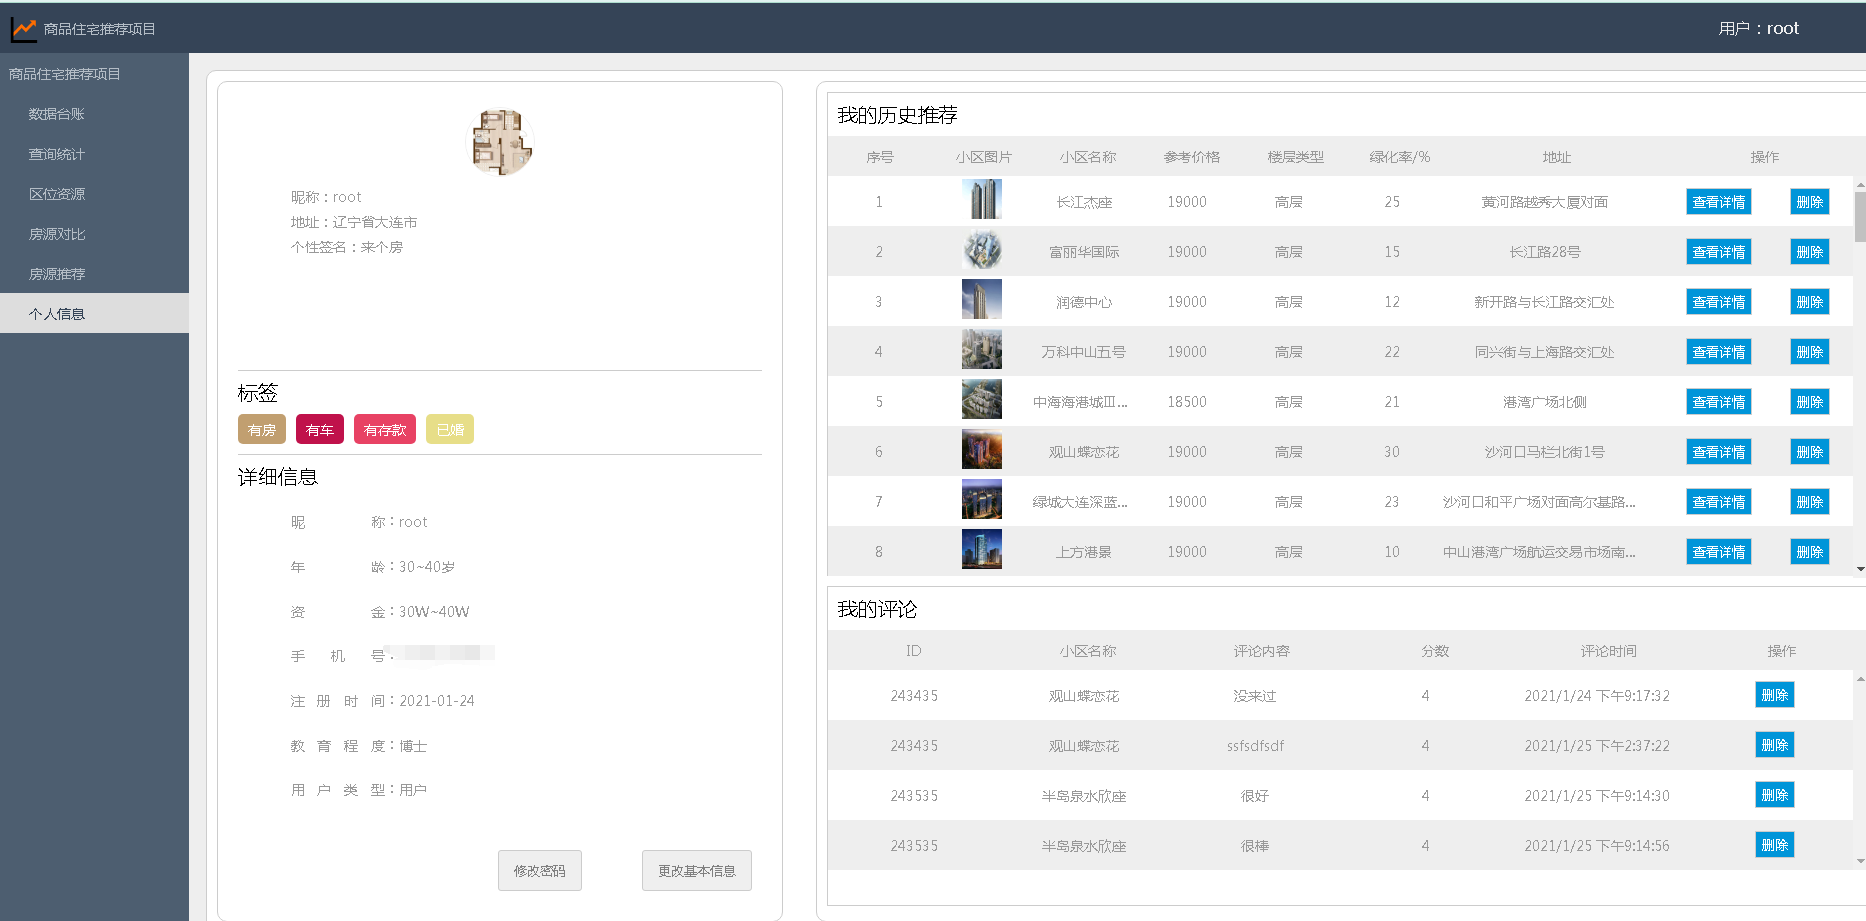 商品住宅推荐项目
用户：root
商品住宅推荐项目
数据台账
查询统计
区位资源
房源对比
房源推荐
个人信息
昵称：root
地址：辽宁省大连市
个性签名：来个房
标签
有房 有车 有存款 已婚
详细信息
昵称：root
年龄：30~40岁
资金：30W~40W
手机号：
注册时间：2021-01-24
教育程度：博士
用户类型：用户
修改密码 更改基本信息
我的历史推荐
序号 小区图片 小区名称 参考价格 楼层类型 绿化率/% 地址 操作
1 长江杰座 19000 高层 25 黄河路越秀大厦对面 查看详情 删除
2 富丽华国际 19000 高层 15 长江路28号 查看详情 删除
3 润德中心 19000 高层 12 新开路与长江路交汇处 查看详情 删除
4 万科中山五号 19000 高层 22 同兴街与上海路交汇处 查看详情 删除
5 中海海港城III... 18500 高层 21 港湾广场北侧 查看详情 删除
6 观山蝶恋花 19000 高层 30 沙河口马栏北街1号 查看详情 删除
7 绿城大连深蓝... 19000 高层 23 沙河口和平广场对面高尔基路... 查看详情 删除
8 上方港景 19000 高层 10 中山港湾广场航运交易市场南... 查看详情 删除
我的评论
ID 小区名称 评论内容 分数 评论时间 操作
243435 观山蝶恋花 没来过 4 2021/1/24 下午9:17:32 删除
243435 观山蝶恋花 ssfsdfsdf 4 2021/1/25 下午2:37:22 删除
243535 半岛泉水欣座 很好 4 2021/1/25 下午9:14:30 删除
243535 半岛泉水欣座 很棒 4 2021/1/25 下午9:14:56 删除